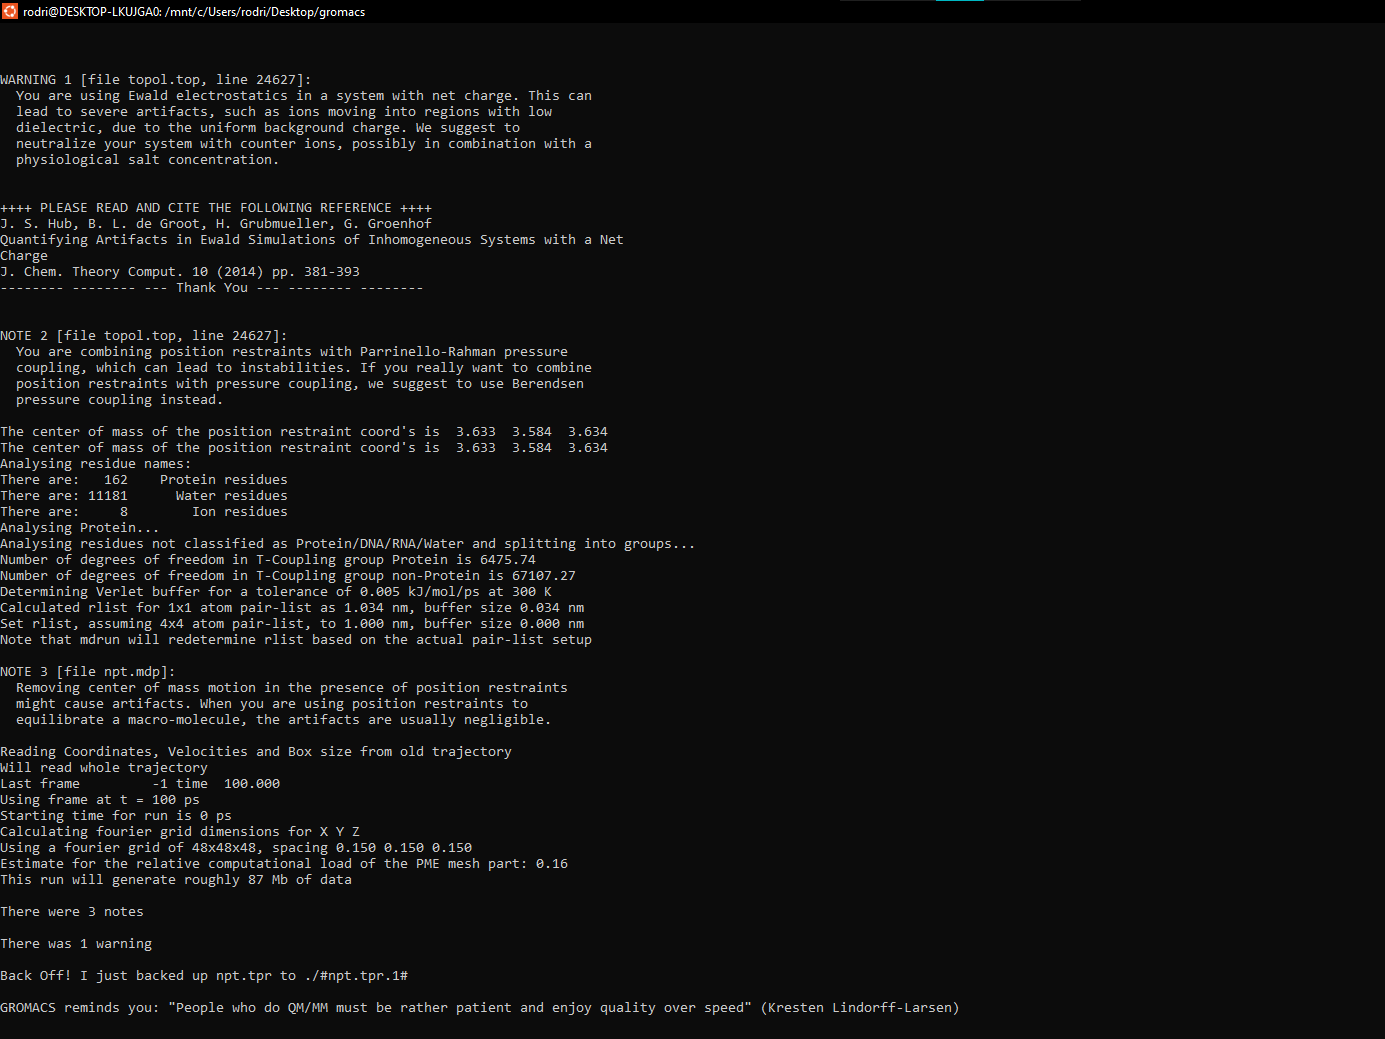 rodri@DESKTOP-LKUJGA0: /mnt/c/Users/rodri/Desktop/gromacs
WARNING 1 [file topol.top, line 24627]:
You are using Ewald electrostatics in a system with net charge. This can
lead to severe artifacts, such as ions moving into regions with low
dielectric, due to the uniform background charge. We suggest to
neutralize your system with counter ions, possibly in combination with a
physiological salt concentration.
++++ PLEASE READ AND CITE THE FOLLOWING REFERENCE ++++
J. S. Hub, B. L. de Groot, H. Grubmueller, G. Groenhof
Quantifying Artifacts in Ewald Simulations of Inhomogeneous Systems with a Net
Charge
J. Chem. Theory Comput. 10 (2014) pp. 381-393
-------- -------- --- Thank You --- -------- --------
NOTE 2 [file topol.top, line 24627]:
You are combining position restraints with Parrinello-Rahman pressure
coupling, which can lead to instabilities. If you really want to combine
position restraints with pressure coupling, we suggest to use Berendsen
pressure coupling instead.
The center of mass of the position restraint coord's is  3.633  3.584  3.634
The center of mass of the position restraint coord's is  3.633  3.584  3.634
Analysing residue names:
There are:   162    Protein residues
There are: 11181      Water residues
There are:     8        Ion residues
Analysing Protein...
Analysing residues not classified as Protein/DNA/RNA/Water and splitting into groups...
Number of degrees of freedom in T-Coupling group Protein is 6475.74
Number of degrees of freedom in T-Coupling group non-Protein is 67107.27
Determining Verlet buffer for a tolerance of 0.005 kJ/mol/ps at 300 K
Calculated rlist for 1x1 atom pair-list as 1.034 nm, buffer size 0.034 nm
Set rlist, assuming 4x4 atom pair-list, to 1.000 nm, buffer size 0.000 nm
Note that mdrun will redetermine rlist based on the actual pair-list setup
NOTE 3 [file npt.mdp]:
Removing center of mass motion in the presence of position restraints
might cause artifacts. When you are using position restraints to
equilibrate a macro-molecule, the artifacts are usually negligible.
Reading Coordinates, Velocities and Box size from old trajectory
Will read whole trajectory
Last frame         -1 time  100.000
Using frame at t = 100 ps
Starting time for run is 0 ps
Calculating fourier grid dimensions for X Y Z
Using a fourier grid of 48x48x48, spacing 0.150 0.150 0.150
Estimate for the relative computational load of the PME mesh part: 0.16
This run will generate roughly 87 Mb of data
There were 3 notes
There was 1 warning
Back Off! I just backed up npt.tpr to ./#npt.tpr.1#
GROMACS reminds you: "People who do QM/MM must be rather patient and enjoy quality over speed" (Kresten Lindorff-Larsen)